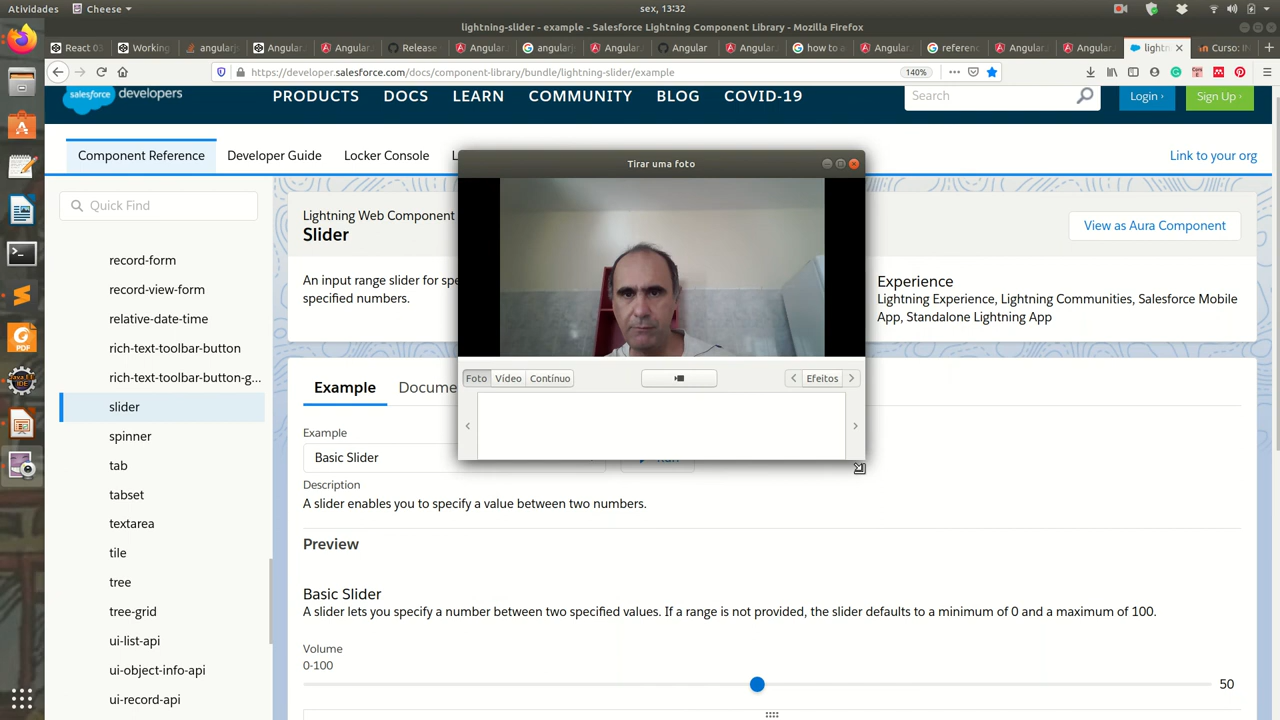 Atividades
Cheese
sex, 13:32
lightning-slider - example - Salesforce Lightning Component Library - Mozilla Firefox
React 03
Working
angularjs
Angular.
Angular.
Angular.
Release
Angular.
angularj
Angular.
Angular
Angular.
how to a
Angular.
referenc
Angular.
Angular.
lightn
Curso: I
https://developer.salesforce.com/docs/component-library/bundle/lightning-slider/example
140%
salesforce developers
PRODUCTS
DOCS
LEARN
COMMUNITY
BLOG
COVID-19
Search
Login ›
Sign Up ›
Component Reference
Developer Guide
Locker Console
L
Link to your org
Tirar uma foto
Quick Find
record-form
record-view-form
relative-date-time
rich-text-toolbar-button
rich-text-toolbar-button-g...
slider
spinner
tab
tabset
textarea
tile
tree
tree-grid
ui-list-api
ui-object-info-api
ui-record-api
Lightning Web Component
Slider
View as Aura Component
An input range slider for spe
specified numbers.
Experience
Lightning Experience, Lightning Communities, Salesforce Mobile
App, Standalone Lightning App
Foto
Vídeo
Contínuo
Efeitos
Example
Docume
Example
Basic Slider
Run
Description
A slider enables you to specify a value between two numbers.
Preview
Basic Slider
A slider lets you specify a number between two specified values. If a range is not provided, the slider defaults to a minimum of 0 and a maximum of 100.
Volume
0-100
50